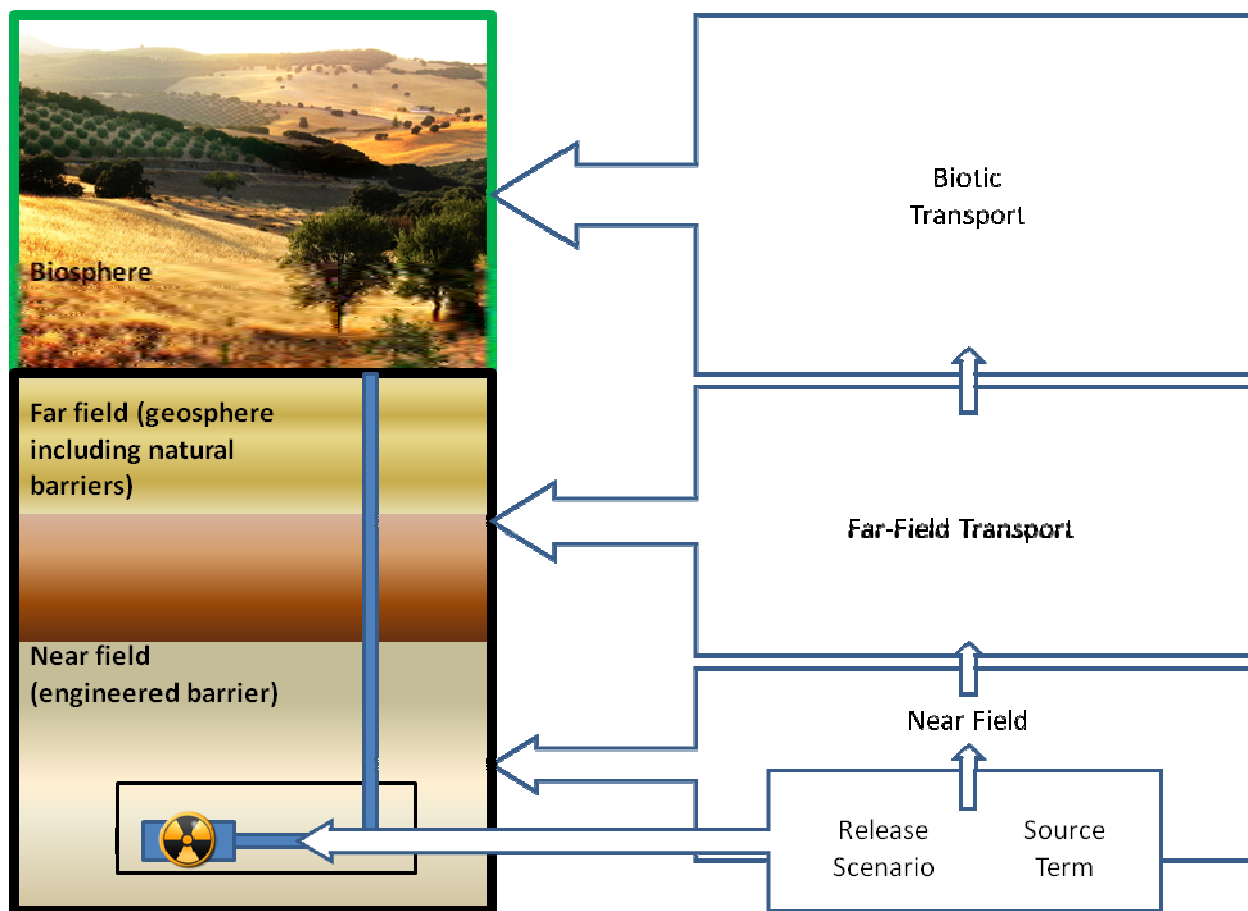 Biosphere
Far field (geosphere
including natural
barriers)
Near field
(engineered barrier)
Biotic
Transport
Far-Field Transport
Near Field
Release
Scenario
Source
Term